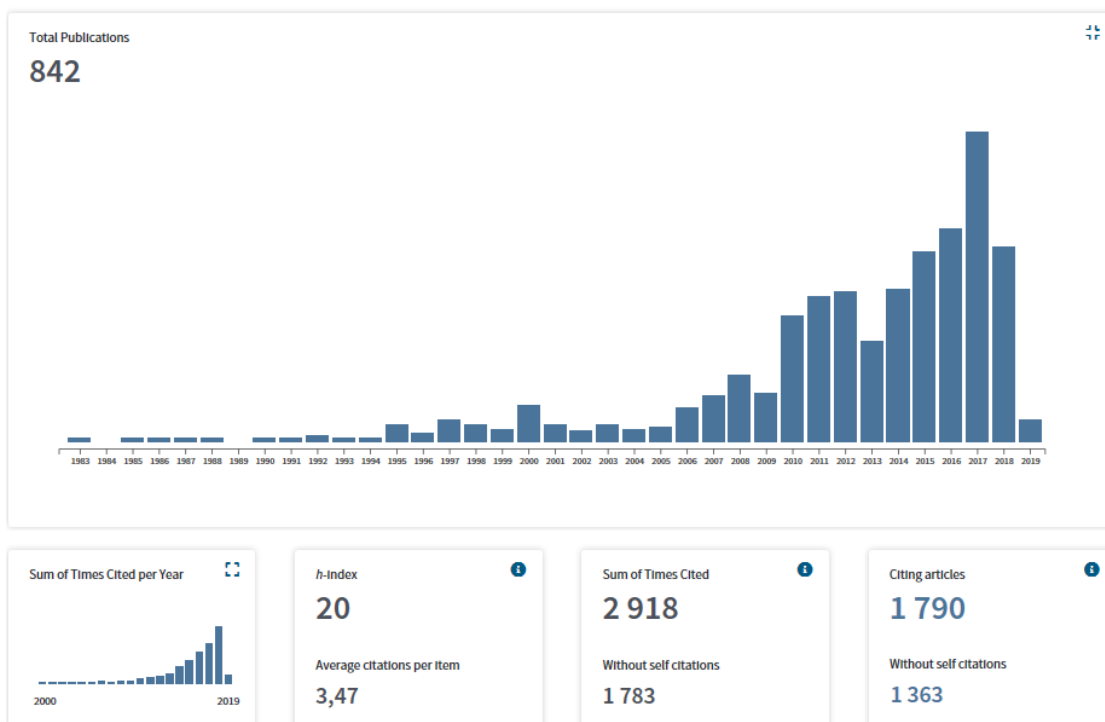 Total Publications
842
1983 1984 1985 1986 1987 1988 1989 1990 1991 1992 1993 1994 1995 1996 1997 1998 1999 2000 2001 2002 2003 2004 2005 2006 2007 2008 2009 2010 2011 2012 2013 2014 2015 2016 2017 2018 2019
Sum of Times Cited per Year
2000 2019
h-index
20
Average citations per item
3,47
Sum of Times Cited
2 918
Without self citations
1 783
Citing articles
1 790
Without self citations
1 363